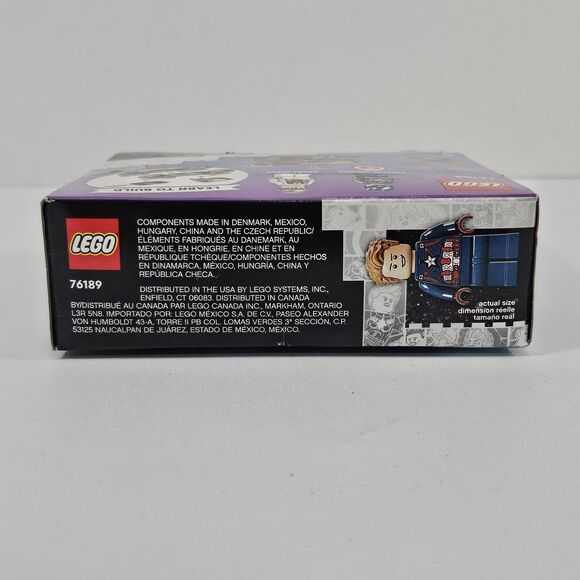 LEARN TO BUILD
LEGO
LEGO
76189
COMPONENTS MADE IN DENMARK, MEXICO,
HUNGARY, CHINA AND THE CZECH REPUBLIC/
ÉLÉMENTS FABRIQUÉS AU DANEMARK, AU
MEXIQUE, EN HONGRIE, EN CHINE ET EN
RÉPUBLIQUE TCHÈQUE/COMPONENTES HECHOS
EN DINAMARCA, MÉXICO, HUNGRÍA, CHINA Y
REPÚBLICA CHECA.
DISTRIBUTED IN THE USA BY LEGO SYSTEMS, INC.,
ENFIELD, CT 06083. DISTRIBUTED IN CANADA
BY/DISTRIBUÉ AU CANADA PAR LEGO CANADA INC., MARKHAM, ONTARIO
L3R 5N8. IMPORTADO POR: LEGO MÉXICO S.A. DE C.V., PASEO ALEXANDER
VON HUMBOLDT 43-A, TORRE II PB COL. LOMAS VERDES 3ª SECCIÓN, C.P.
53125 NAUCALPAN DE JUÁREZ, ESTADO DE MÉXICO, MÉXICO.
actual size
dimension réelle
tamaño real